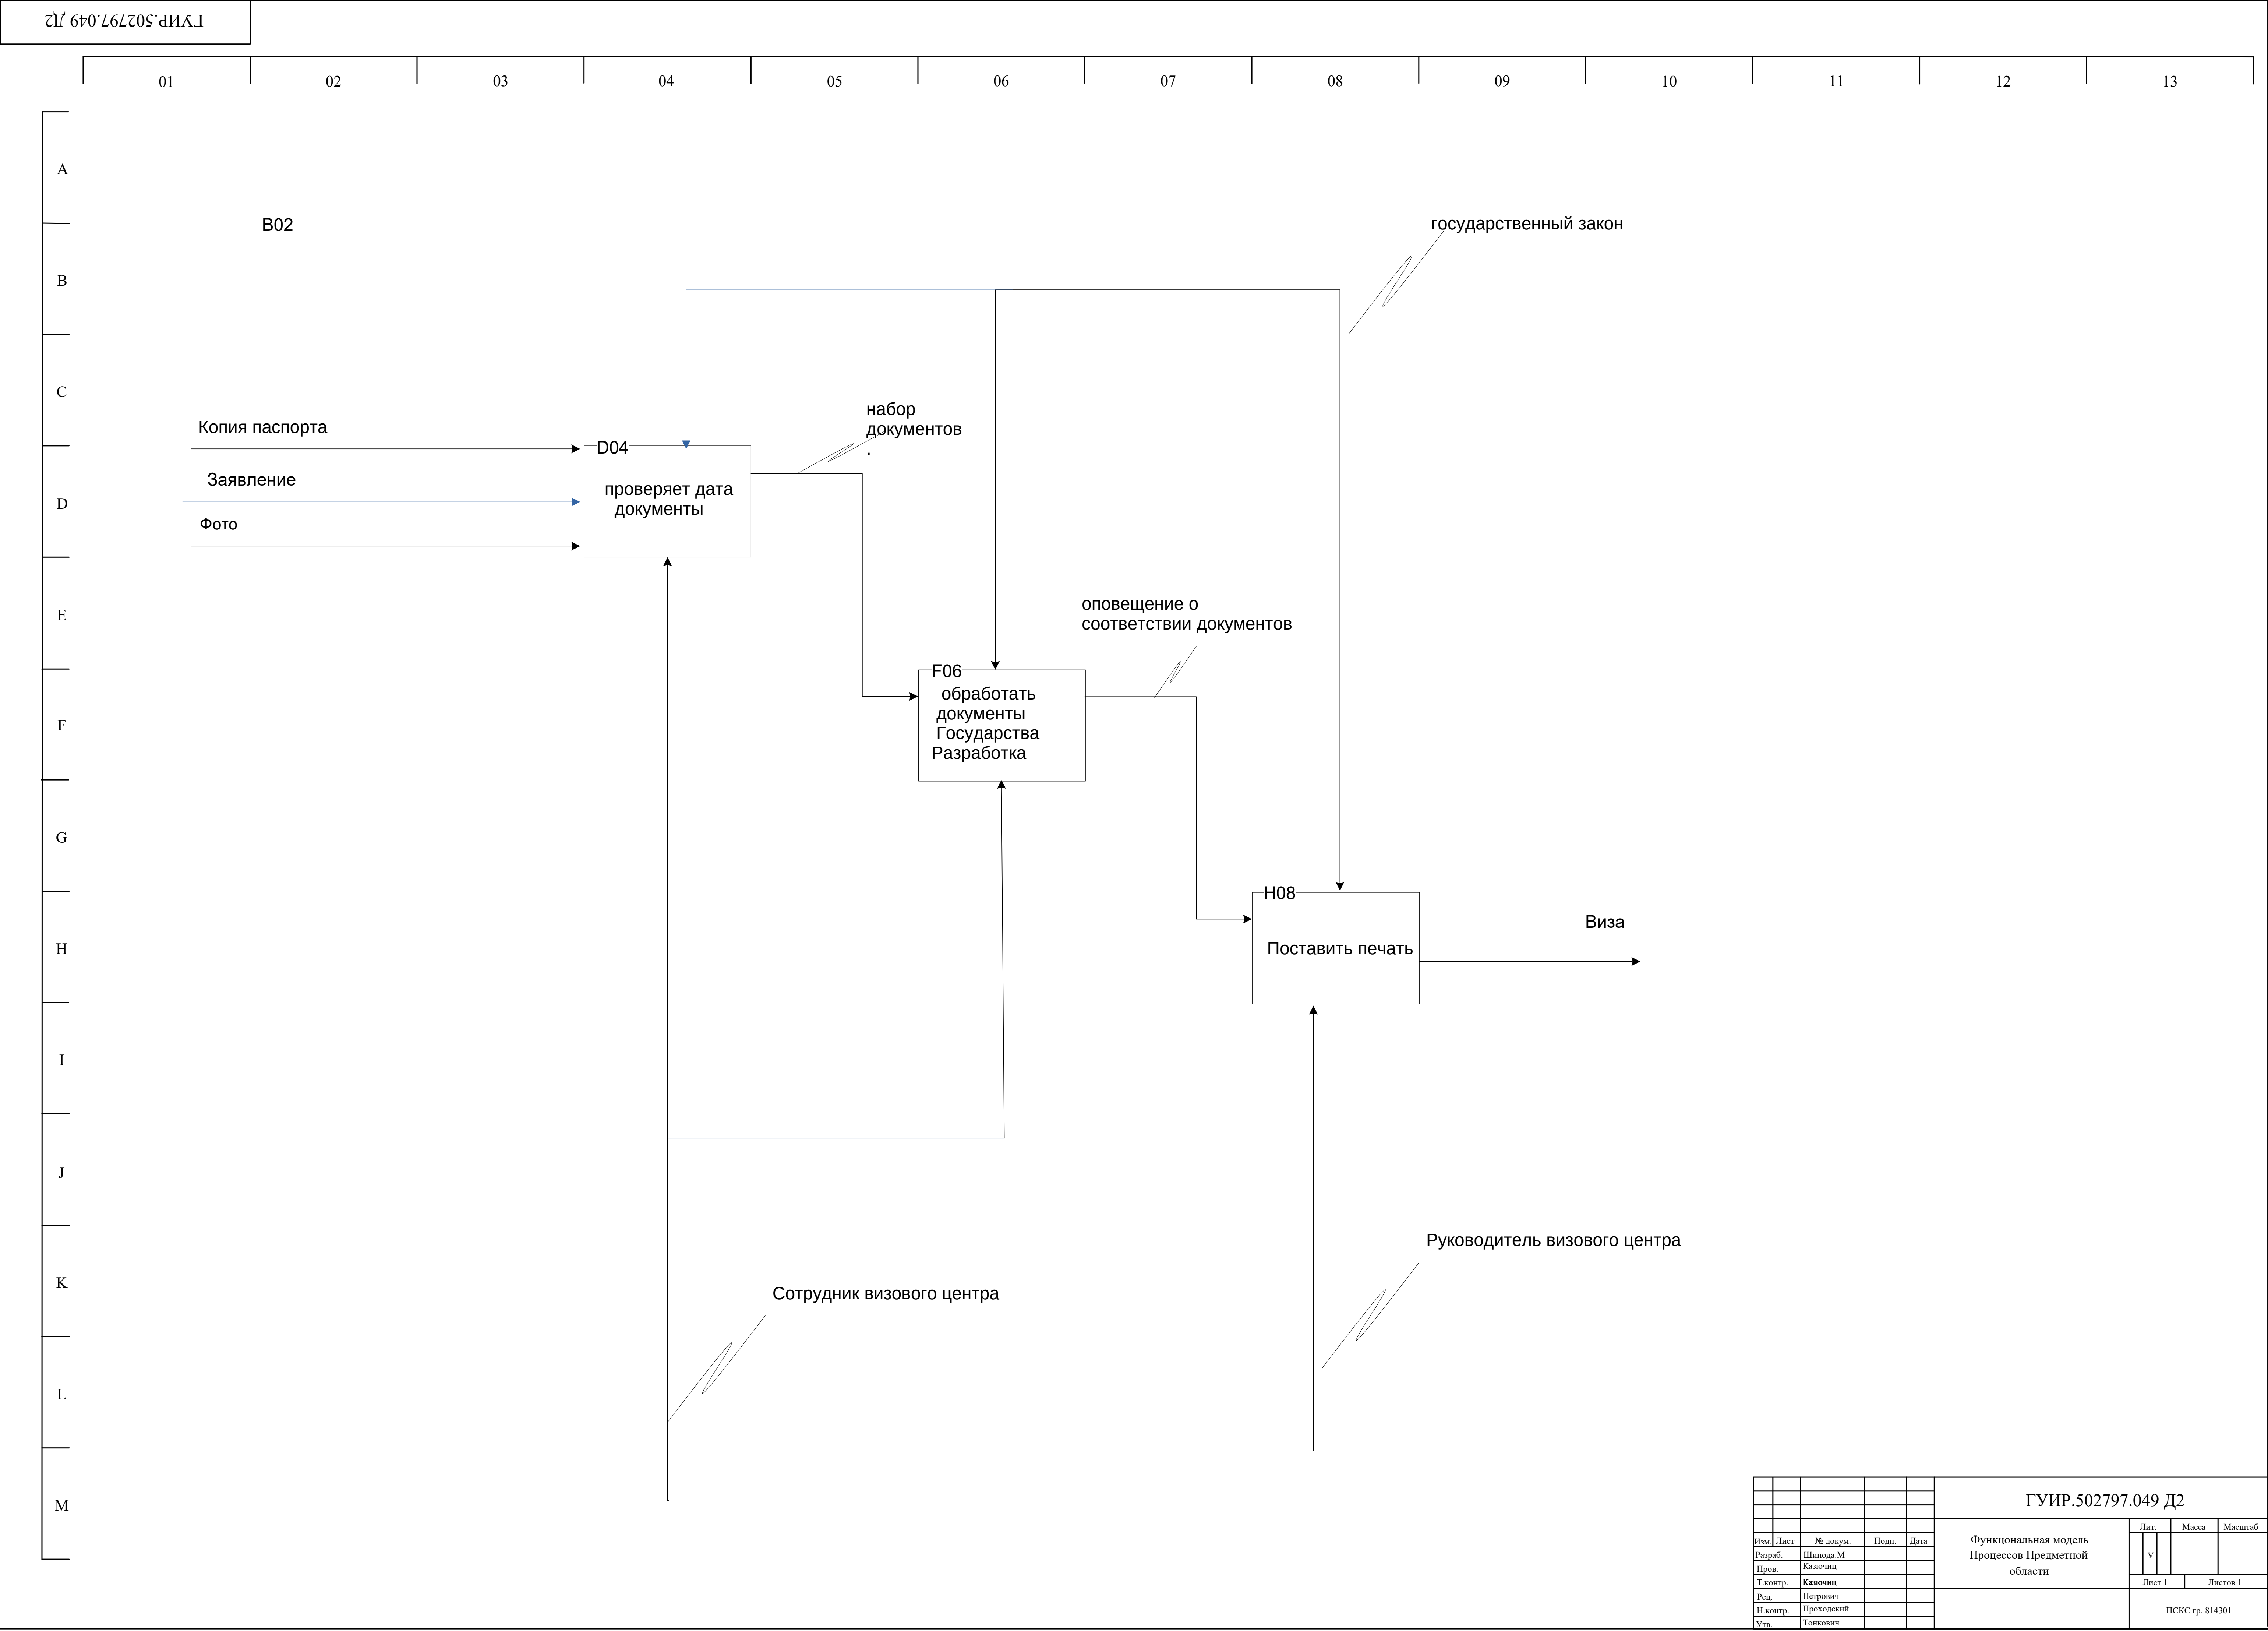 ГУИР.502797.049 Д2
01 02 03 04 05 06 07 08 09 10 11 12 13
A
B02
государственный закон
B
C
набор
документов
.
Копия паспорта
D04
Заявление
проверяет дата
документы
D
Фото
оповещение о
соответствии документов
E
F06
обработать
документы
Государства
Разработка
F
G
H08
Виза
Поставить печать
H
I
J
Руководитель визового центра
K
Сотрудник визового центра
L
M
ГУИР.502797.049 Д2
Лит. Масса Масштаб
Изм. Лист № докум. Подп. Дата
Функцональная модель
Процессов Предметной
области
У
Разраб. Шинода.М
Пров. Казючиц
Т.контр. Казючиц
Лист 1 Листов 1
Рец. Петрович
Н.контр. Проходский
Утв. Тонкович
ПСКС гр. 814301